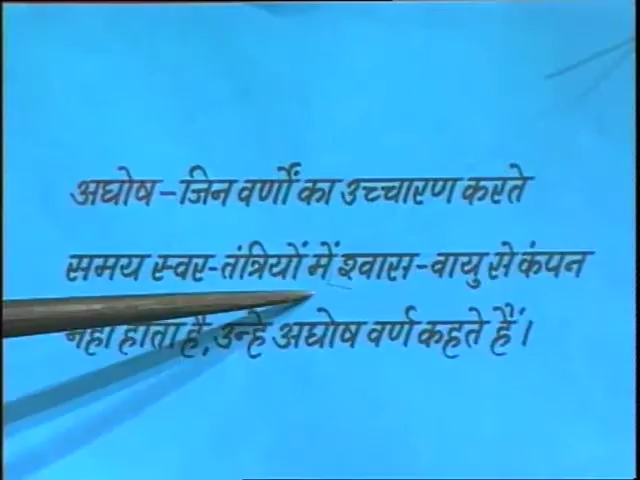 अघोष-जिन वर्णों का उच्चारण करते
समय स्वर-तंत्रियों में श्वास-वायु से कंपन
नहीं होता है, उन्हे अघोष वर्ण कहते हैं।